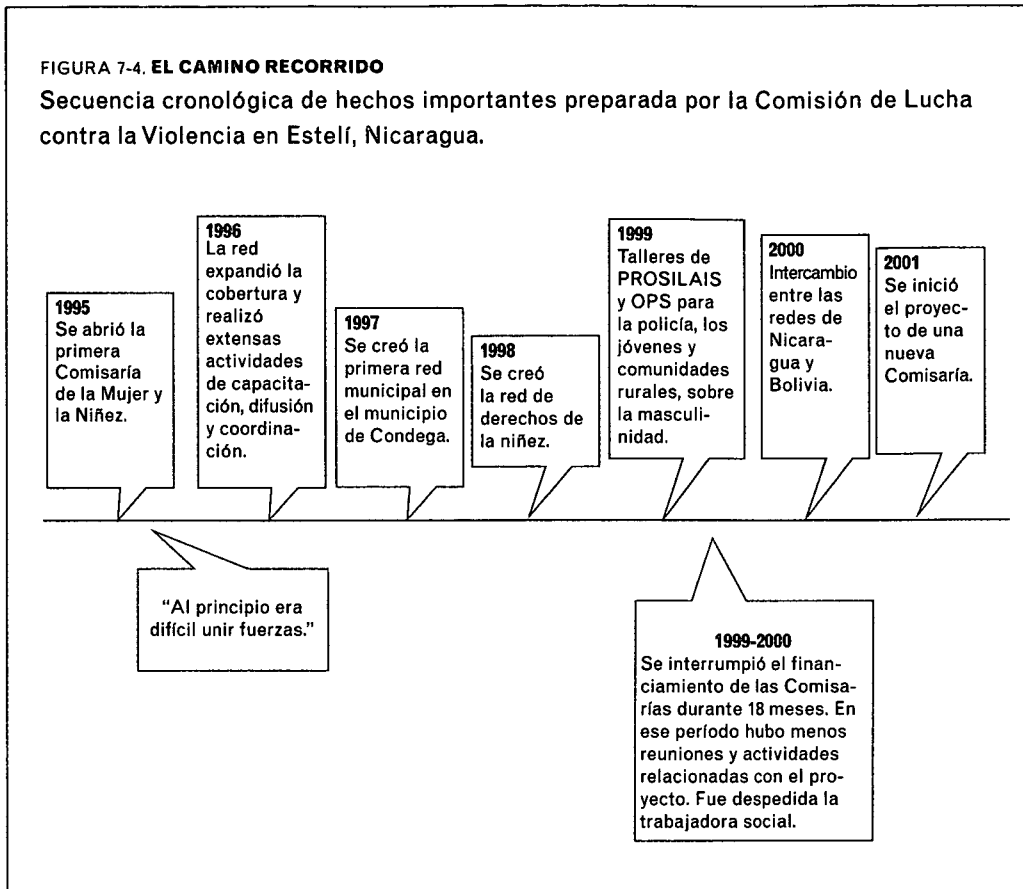 FIGURA 7-4. EL CAMINO RECORRIDO
Secuencia cronológica de hechos importantes preparada por la Comisión de Lucha
contra la Violencia en Estelí, Nicaragua.
1995
Se abrió la
primera
Comisaría
de la Mujer y
la Niñez.
1996
La red
expandió la
cobertura y
realizó
extensas
actividades
de capacita-
ción, difusión
y coordina-
ción.
1997
Se creó la
primera red
municipal en
el municipio
de Condega.
1998
Se creó
la red de
derechos de
la niñez.
1999
Talleres de
PROSILAIS
y OPS para
la policía, los
jóvenes y
comunidades
rurales, sobre
la masculi-
nidad.
2000
Intercambio
entre las
redes de
Nicara-
gua y
Bolivia.
2001
Se inició
el proyec-
to de una
nueva
Comisaría.
"Al principio era
difícil unir fuerzas."
1999-2000
Se interrumpió el finan-
ciamiento de las Comisa-
rías durante 18 meses. En
ese período hubo menos
reuniones y actividades
relacionadas con el pro-
yecto. Fue despedida la
trabajadora social.